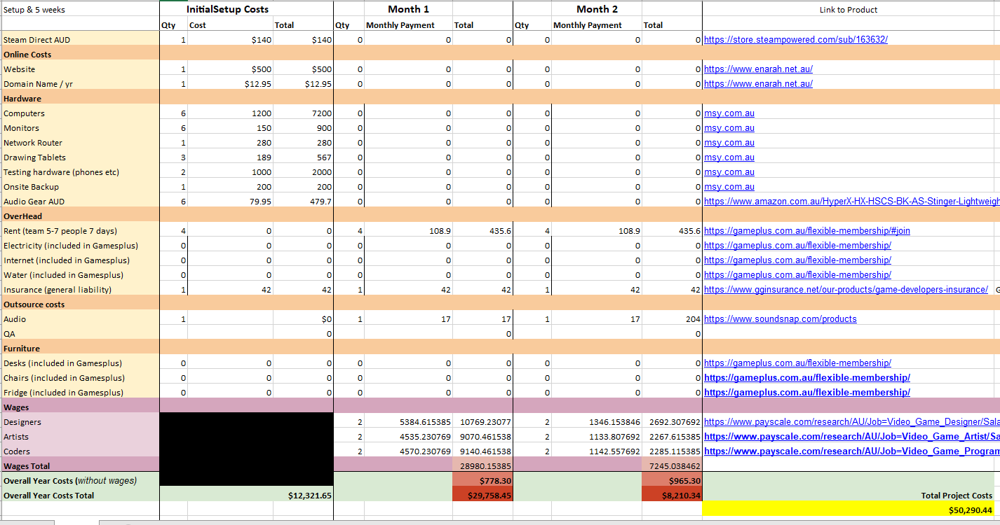 Setup & 5 weeks InitialSetup Costs Month 1 Month 2 Link to Product
Qty Cost Total Qty Monthly Payment Total Qty Monthly Payment Total
Steam Direct AUD 1 $140 $140 0 0 0 0 0 0 https://store.steampowered.com/sub/163632/
Online Costs
Website 1 $500 $500 0 0 0 0 0 0 https://www.enarah.net.au/
Domain Name / yr 1 $12.95 $12.95 0 0 0 0 0 0 https://www.enarah.net.au/
Hardware
Computers 6 1200 7200 0 0 0 0 0 0 msy.com.au
Monitors 6 150 900 0 0 0 0 0 0 msy.com.au
Network Router 1 280 280 0 0 0 0 0 0 msy.com.au
Drawing Tablets 3 189 567 0 0 0 0 0 0 msy.com.au
Testing hardware (phones etc) 2 1000 2000 0 0 0 0 0 0 msy.com.au
Onsite Backup 1 200 200 0 0 0 0 0 0 msy.com.au
Audio Gear AUD 6 79.95 479.7 0 0 0 0 0 0 https://www.amazon.com.au/HyperX-HX-HSCS-BK-AS-Stinger-Lightweigh
OverHead
Rent (team 5-7 people 7 days) 4 0 0 4 108.9 435.6 4 108.9 435.6 https://gameplus.com.au/flexible-membership/#join
Electricity (included in Gamesplus) 0 0 0 0 0 0 0 0 0 https://gameplus.com.au/flexible-membership/
Internet (included in Gamesplus) 0 0 0 0 0 0 0 0 0 https://gameplus.com.au/flexible-membership/
Water (included in Gamesplus) 0 0 0 0 0 0 0 0 0 https://gameplus.com.au/flexible-membership/
Insurance (general liability) 1 42 42 1 42 42 1 42 42 https://www.gginsurance.net/our-products/game-developers-insurance/ G
Outsource costs
Audio 1 $0 1 17 17 1 17 204 https://www.soundsnap.com/products
QA 0 0 0
Furniture
Desks (included in Gamesplus) 0 0 0 0 0 0 0 0 0 https://gameplus.com.au/flexible-membership/
Chairs (included in Gamesplus) 0 0 0 0 0 0 0 0 0 https://gameplus.com.au/flexible-membership/
Fridge (included in Gamesplus) 0 0 0 0 0 0 0 0 0 https://gameplus.com.au/flexible-membership/
Wages
Designers 2 5384.615385 10769.23077 2 1346.153846 2692.307692 https://www.payscale.com/research/AU/Job=Video_Game_Designer/Sala
Artists 2 4535.230769 9070.461538 2 1133.807692 2267.615385 https://www.payscale.com/research/AU/Job=Video_Game_Artist/Sa
Coders 2 4570.230769 9140.461538 2 1142.557692 2285.115385 https://www.payscale.com/research/AU/Job=Video_Game_Program
Wages Total 28980.15385 7245.038462
Overall Year Costs (without wages) $778.30 $965.30
Overall Year Costs Total $12,321.65 $29,758.45 $8,210.34 Total Project Costs
$50,290.44